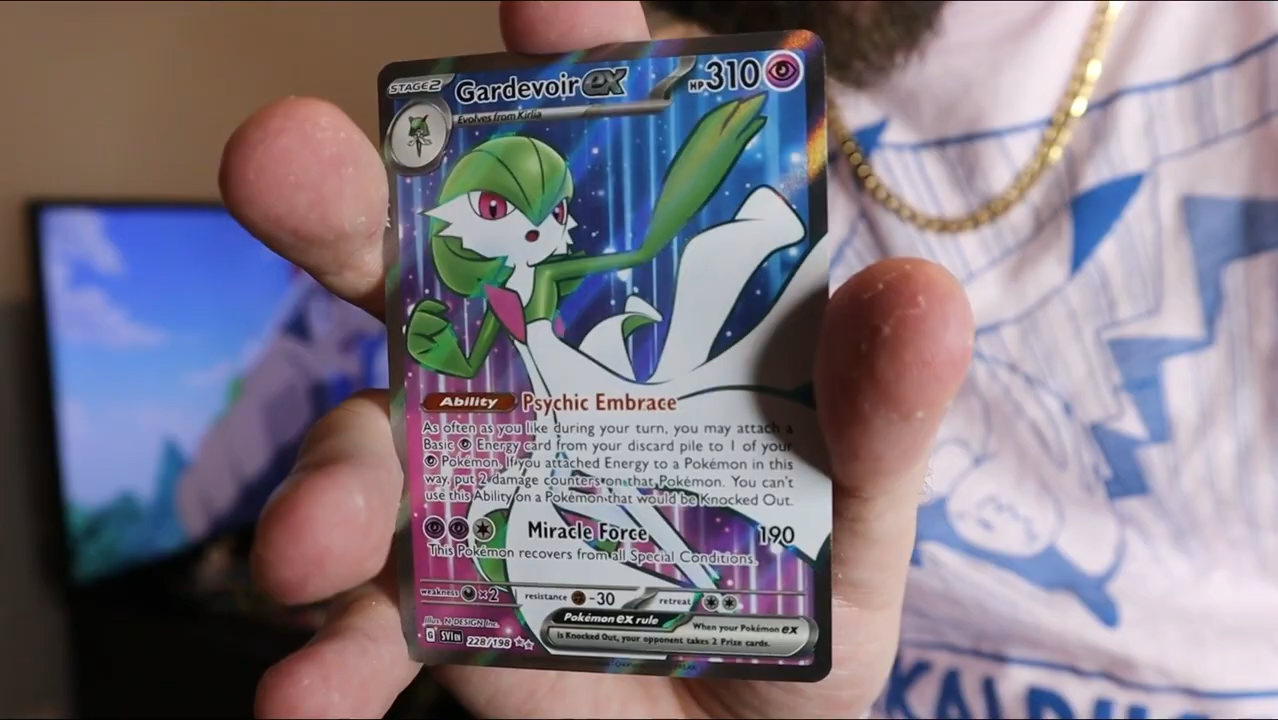 STAGE2
Gardevoir ex
HP 310
Evolves from Kirlia
Ability Psychic Embrace
As often as you like during your turn, you may attach a
Basic Energy card from your discard pile to 1 of your
Pokémon. If you attached Energy to a Pokémon in this
way, put 2 damage counters on that Pokémon. You can't
use this Ability on a Pokémon that would be Knocked Out.
Miracle Force 190
This Pokémon recovers from all Special Conditions.
weakness ×2 resistance -30 retreat
Illus. N-DESIGN Inc.
G SVI EN 228/198
Pokémon ex rule
When your Pokémon ex
is Knocked Out, your opponent takes 2 Prize cards.